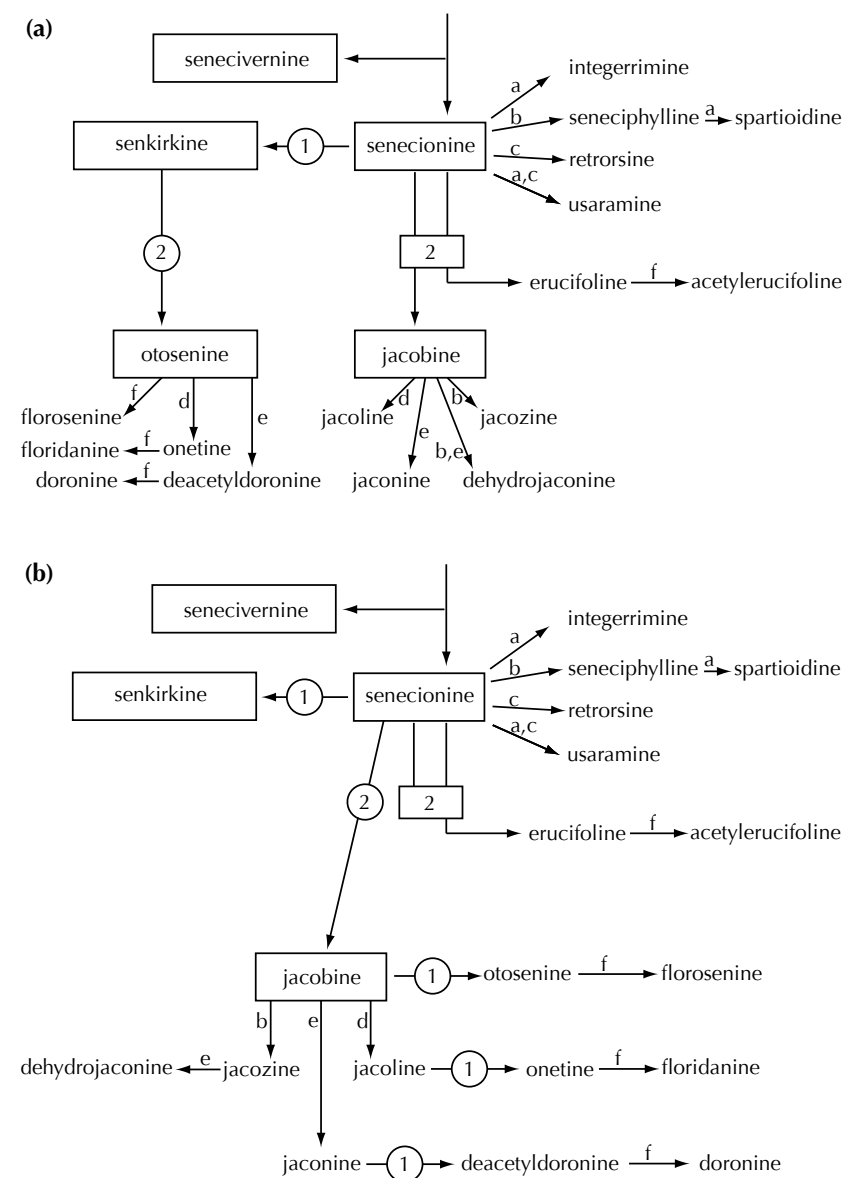 (a)
senecivernine
integerrimine
a
b
seneciphylline a spartioidine
senkirkine 1 senecionine
c
retrorsine
a,c
usaramine
2 2
erucifoline f acetylerucifoline
otosenine jacobine
f d e d e b,e b
florosenine jacoline jacozine
floridanine f onetine
doronine f deacetyldoronine jaconine dehydrojaconine
(b)
senecivernine
integerrimine
a
b
seneciphylline a spartioidine
senkirkine 1 senecionine
c
retrorsine
a,c
usaramine
2 2
erucifoline f acetylerucifoline
jacobine 1 otosenine f florosenine
b e d
dehydrojaconine e jacozine jacoline 1 onetine f floridanine
jaconine 1 deacetyldoronine f doronine